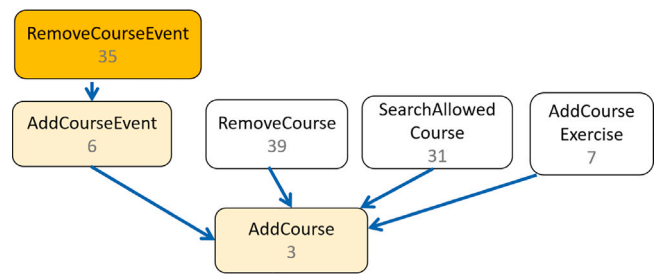 RemoveCourseEvent
35
AddCourseEvent
6
RemoveCourse
39
SearchAllowed
Course
31
AddCourse
Exercise
7
AddCourse
3